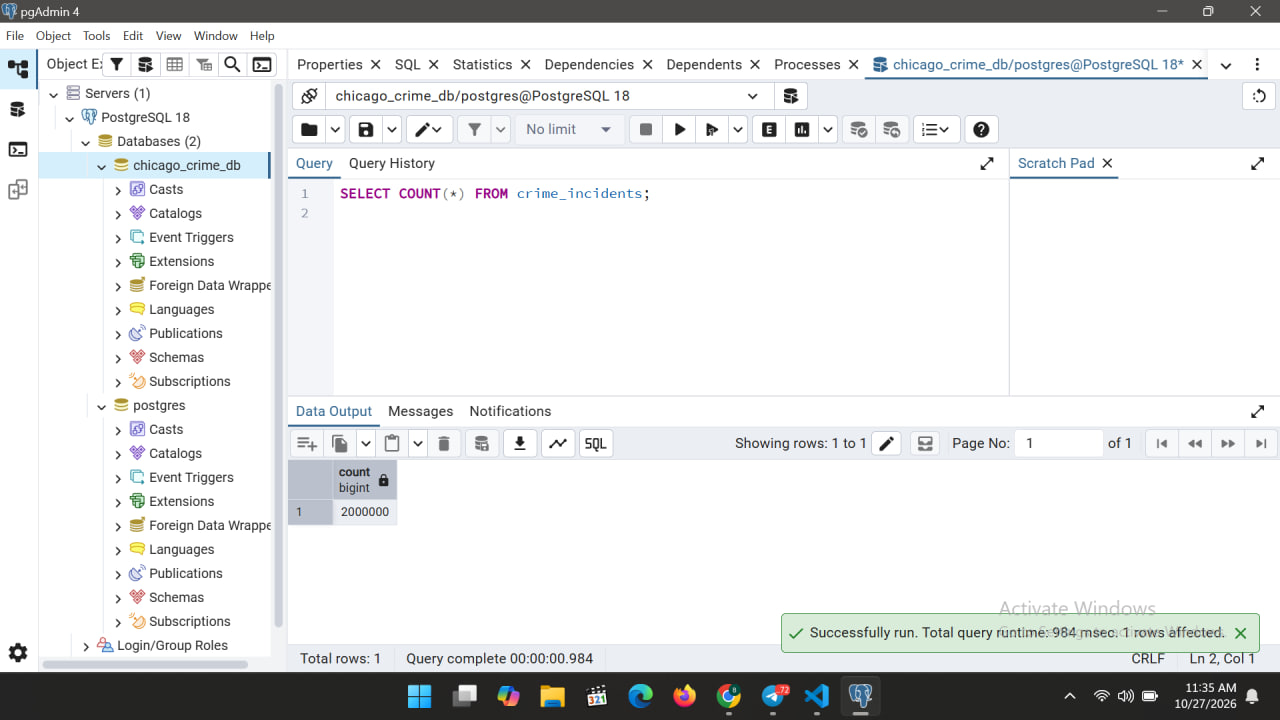 pgAdmin 4
File Object Tools Edit View Window Help
Object Ex
Properties SQL Statistics Dependencies Dependents Processes chicago_crime_db/postgres@PostgreSQL 18*
Servers (1)
PostgreSQL 18
Databases (2)
chicago_crime_db
Casts
Catalogs
Event Triggers
Extensions
Foreign Data Wrappe
Languages
Publications
Schemas
Subscriptions
postgres
Casts
Catalogs
Event Triggers
Extensions
Foreign Data Wrappe
Languages
Publications
Schemas
Subscriptions
Login/Group Roles
chicago_crime_db/postgres@PostgreSQL 18
No limit
E
Query Query History
Scratch Pad
1 SELECT COUNT(*) FROM crime_incidents;
2
Data Output Messages Notifications
SQL
Showing rows: 1 to 1
Page No: 1 of 1
count
bigint
1 2000000
Activate Windows
Successfully run. Total query runtime: 984 msec. 1 rows affected.
Total rows: 1 Query complete 00:00:00.984
CRLF Ln 2, Col 1
321
8
72
11:35 AM
10/27/2026